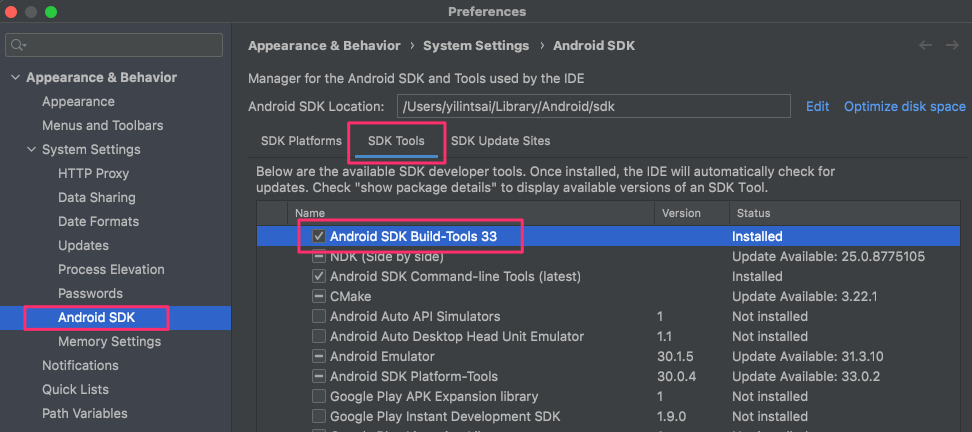 Preferences
Appearance & Behavior › System Settings › Android SDK
Appearance & Behavior
Appearance
Menus and Toolbars
System Settings
HTTP Proxy
Data Sharing
Date Formats
Updates
Process Elevation
Passwords
Android SDK
Memory Settings
Notifications
Quick Lists
Path Variables
Manager for the Android SDK and Tools used by the IDE
Android SDK Location: /Users/yilintsai/Library/Android/sdk Edit Optimize disk space
SDK Platforms SDK Tools SDK Update Sites
Below are the available SDK developer tools. Once installed, the IDE will automatically check for
updates. Check "show package details" to display available versions of an SDK Tool.
Name Version Status
Android SDK Build-Tools 33 Installed
NDK (Side by side) Update Available: 25.0.8775105
Android SDK Command-line Tools (latest) Installed
CMake Update Available: 3.22.1
Android Auto API Simulators 1 Not installed
Android Auto Desktop Head Unit Emulator 1.1 Not installed
Android Emulator 30.1.5 Update Available: 31.3.10
Android SDK Platform-Tools 30.0.4 Update Available: 33.0.2
Google Play APK Expansion library 1 Not installed
Google Play Instant Development SDK 1.9.0 Not installed